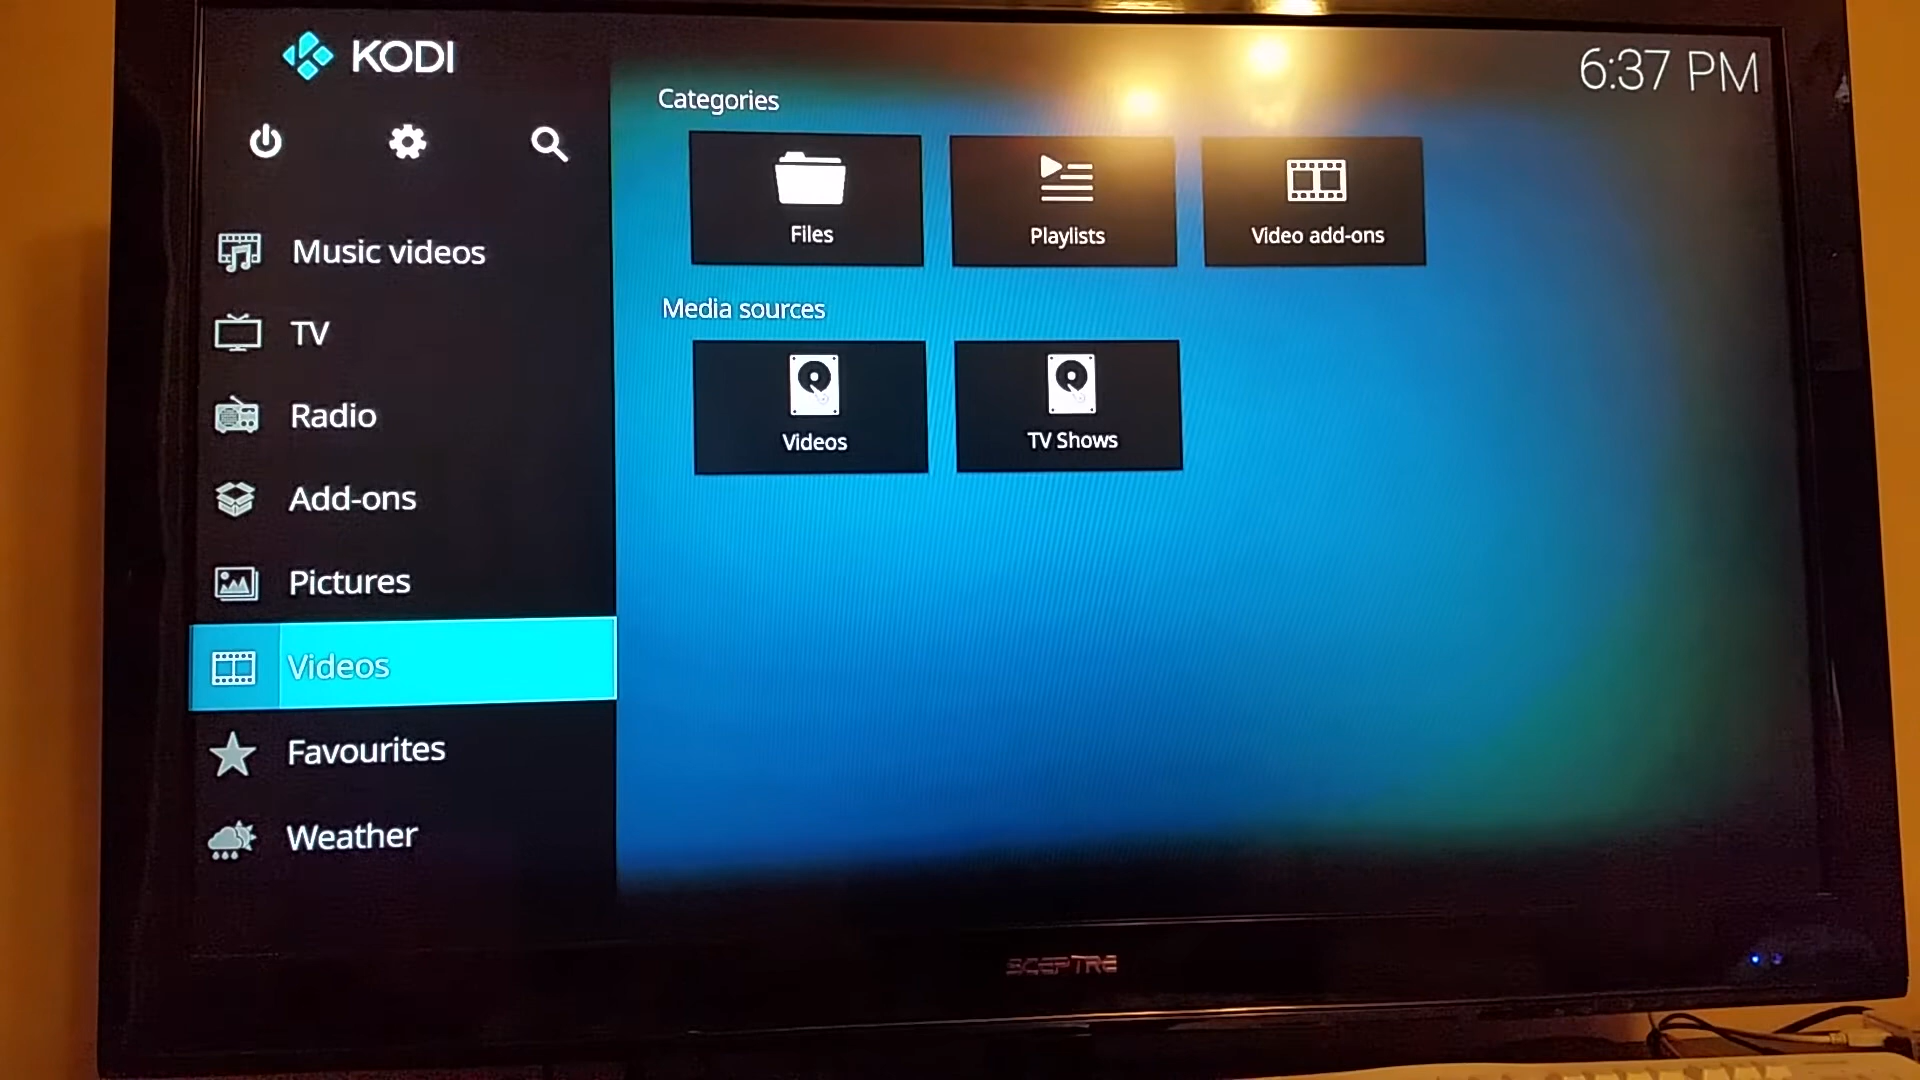 KODI
6:37 PM
Music videos
TV
Radio
Add-ons
Pictures
Videos
Favourites
Weather
Categories
Files
Playlists
Video add-ons
Media sources
Videos
TV Shows
SCEPTRE